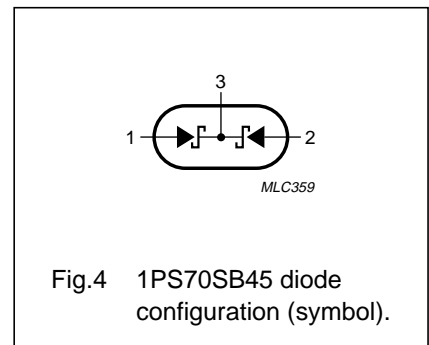 3
1
2
MLC359
Fig.4 1PS70SB45 diode
configuration (symbol).